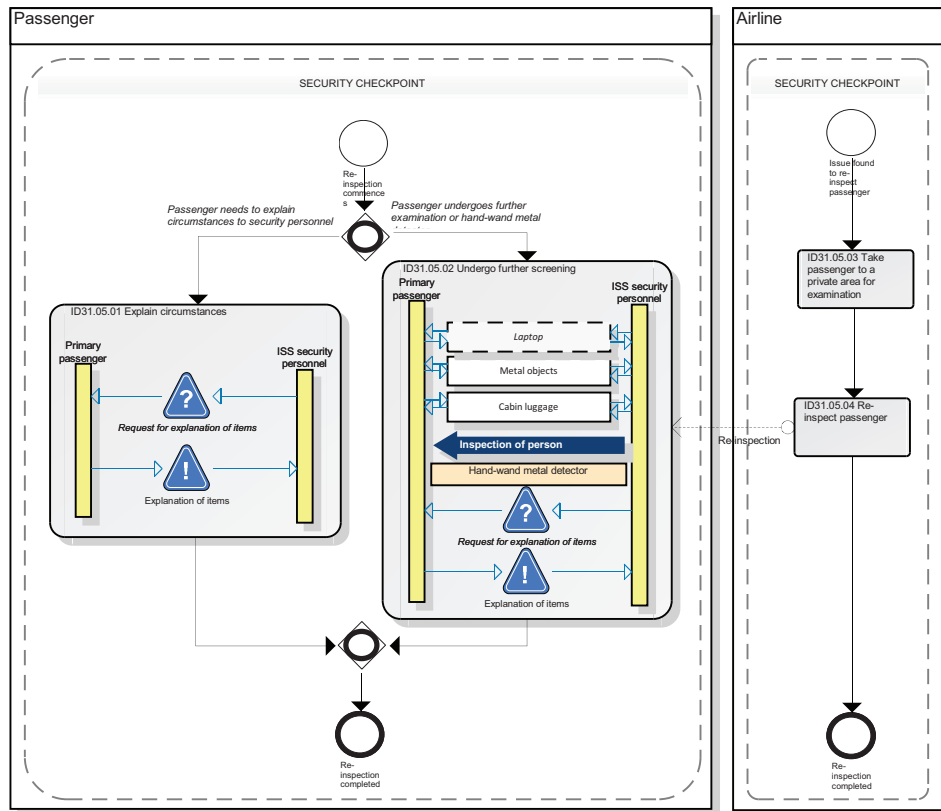 Passenger
Airline
SECURITY CHECKPOINT
SECURITY CHECKPOINT
Re-
inspection
commence
s
Issue found
to re-
inspect
passenger
Passenger needs to explain
circumstances to security personnel
Passenger undergoes further
examination or hand-wand metal
ID31.05.03 Take
passenger to a
private area for
examination
ID31.05.02 Undergo further screening
Primary
passenger
ISS security
personnel
ID31.05.01 Explain circumstances
Primary
passenger
ISS security
personnel
Laptop
Metal objects
Cabin luggage
Inspection of person
Hand-wand metal detector
?
Request for explanation of items
!
Explanation of items
?
Request for explanation of items
!
Explanation of items
ID31.05.04 Re-
inspect passenger
Re-inspection
Re-
inspection
completed
Re-
inspection
completed